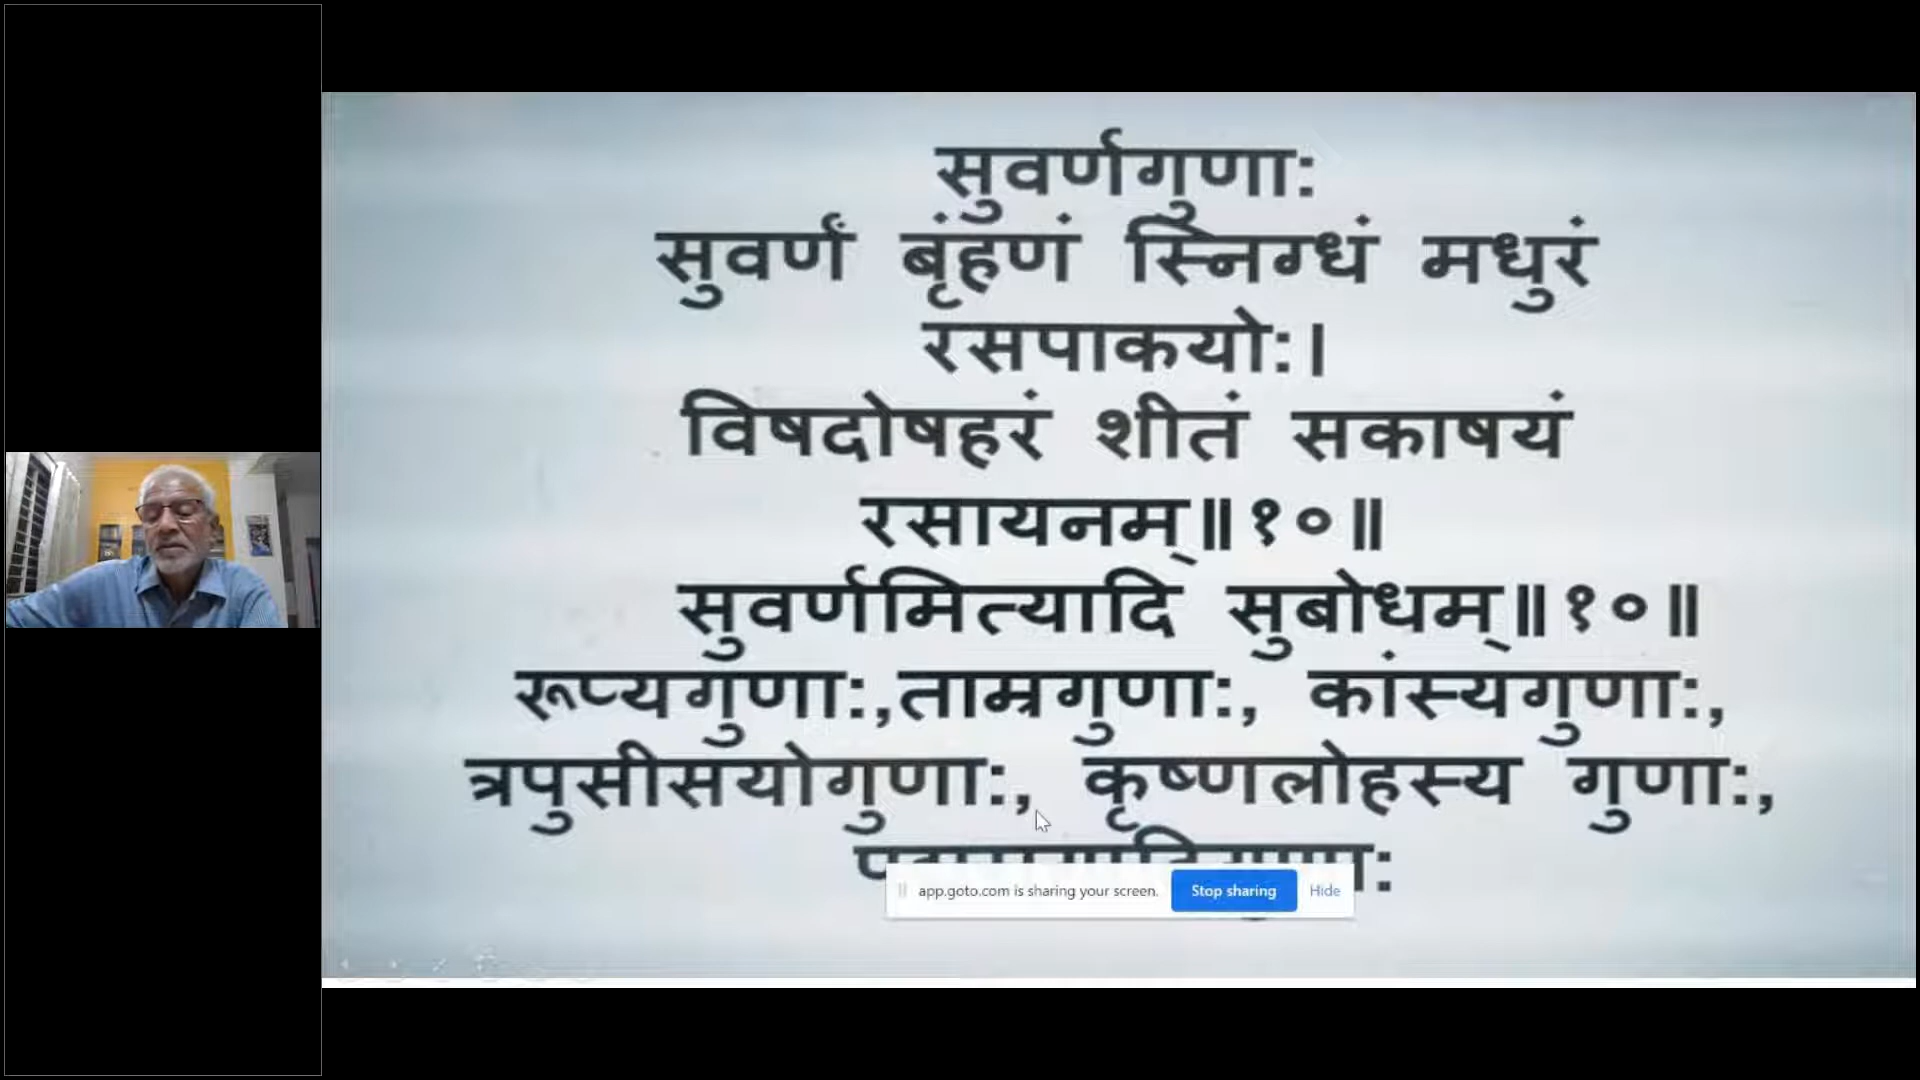 सुवर्णगुणाः
सुवर्णं बृंहणं स्निग्धं मधुरं
रसपाकयोः।
विषदोषहरं शीतं सकाषयं
रसायनम्॥१०॥
सुवर्णमित्यादि सुबोधम्॥१०॥
रूप्यगुणाः,ताम्रगुणाः, कांस्यगुणाः,
त्रपुसीसयोगुणाः, कृष्णलोहस्य गुणाः,
app.goto.com is sharing your screen. Stop sharing Hide